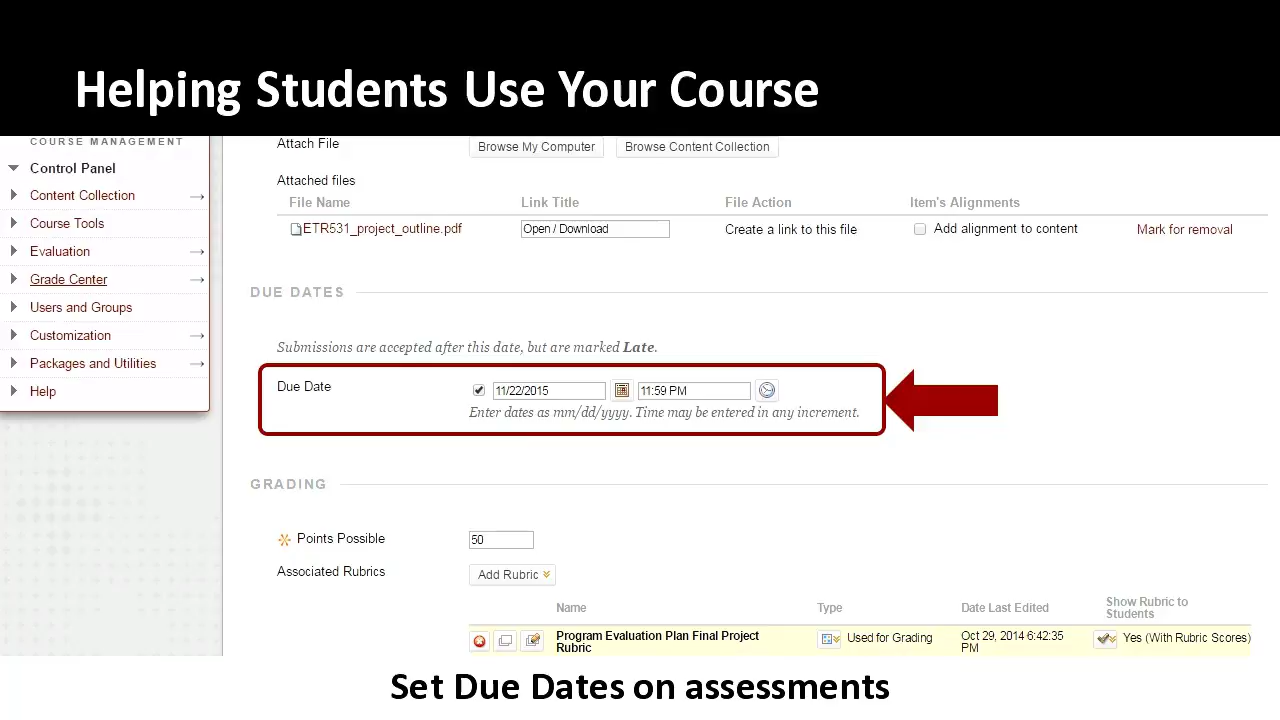 Helping Students Use Your Course
COURSE MANAGEMENT
Control Panel
Content Collection
Course Tools
Evaluation
Grade Center
Users and Groups
Customization
Packages and Utilities
Help
Attach File
Browse My Computer
Browse Content Collection
Attached files
File Name Link Title File Action Item's Alignments
ETR531_project_outline.pdf Open / Download Create a link to this file Add alignment to content Mark for removal
DUE DATES
Submissions are accepted after this date, but are marked Late.
Due Date 11/22/2015 11:59 PM
Enter dates as mm/dd/yyyy. Time may be entered in any increment.
GRADING
Points Possible 50
Associated Rubrics Add Rubric
Name Type Date Last Edited Show Rubric to
Students
Program Evaluation Plan Final Project Used for Grading Oct 29, 2014 6:42:35 Yes (With Rubric Scores)
Rubric PM
Set Due Dates on assessments